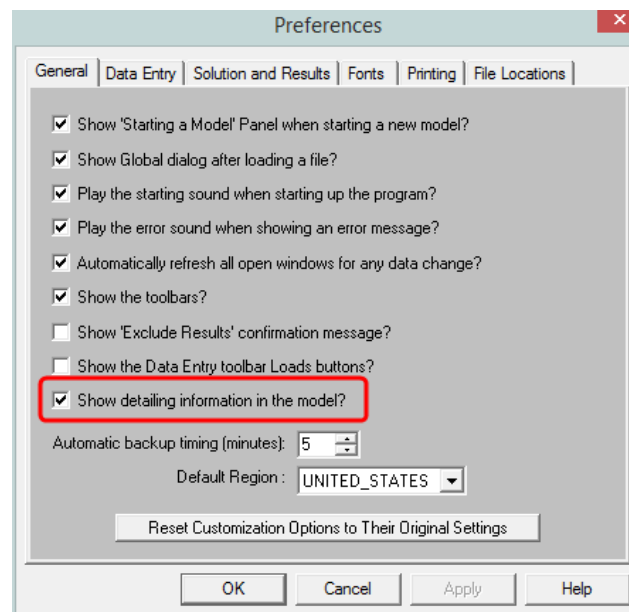 Preferences
General Data Entry Solution and Results Fonts Printing File Locations
Show 'Starting a Model' Panel when starting a new model?
Show Global dialog after loading a file?
Play the starting sound when starting up the program?
Play the error sound when showing an error message?
Automatically refresh all open windows for any data change?
Show the toolbars?
Show 'Exclude Results' confirmation message?
Show the Data Entry toolbar Loads buttons?
Show detailing information in the model?
Automatic backup timing (minutes): 5
Default Region : UNITED_STATES
Reset Customization Options to Their Original Settings
OK Cancel Apply Help